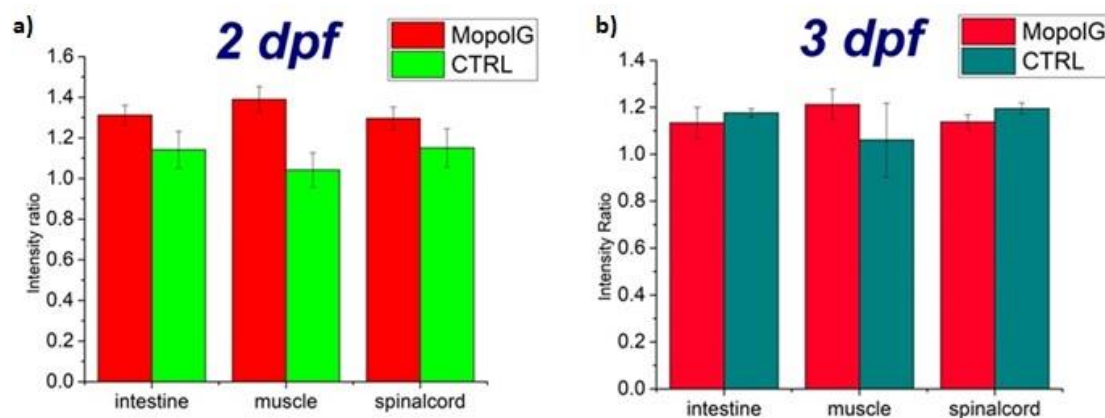 a)
2 dpf
MopolG
CTRL
1.6
1.4
1.2
1.0
0.8
0.6
0.4
0.2
0.0
Intensity ratio
intestine muscle spinalcord
b)
3 dpf
MopolG
CTRL
1.4
1.2
1.0
0.8
0.6
0.4
0.2
0.0
Intensity Ratio
intestine muscle spinalcord